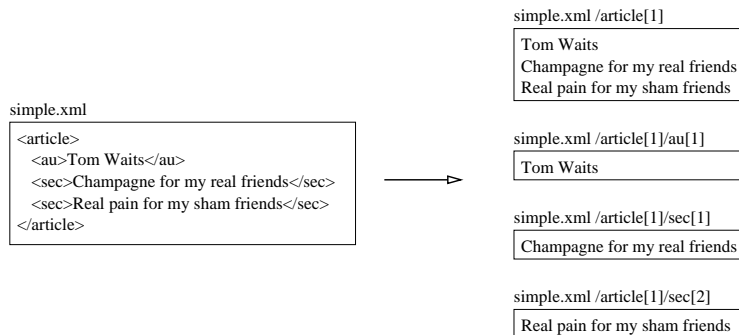 simple.xml
<article>
<au>Tom Waits</au>
<sec>Champagne for my real friends</sec>
<sec>Real pain for my sham friends</sec>
</article>
simple.xml /article[1]
Tom Waits
Champagne for my real friends
Real pain for my sham friends
simple.xml /article[1]/au[1]
Tom Waits
simple.xml /article[1]/sec[1]
Champagne for my real friends
simple.xml /article[1]/sec[2]
Real pain for my sham friends